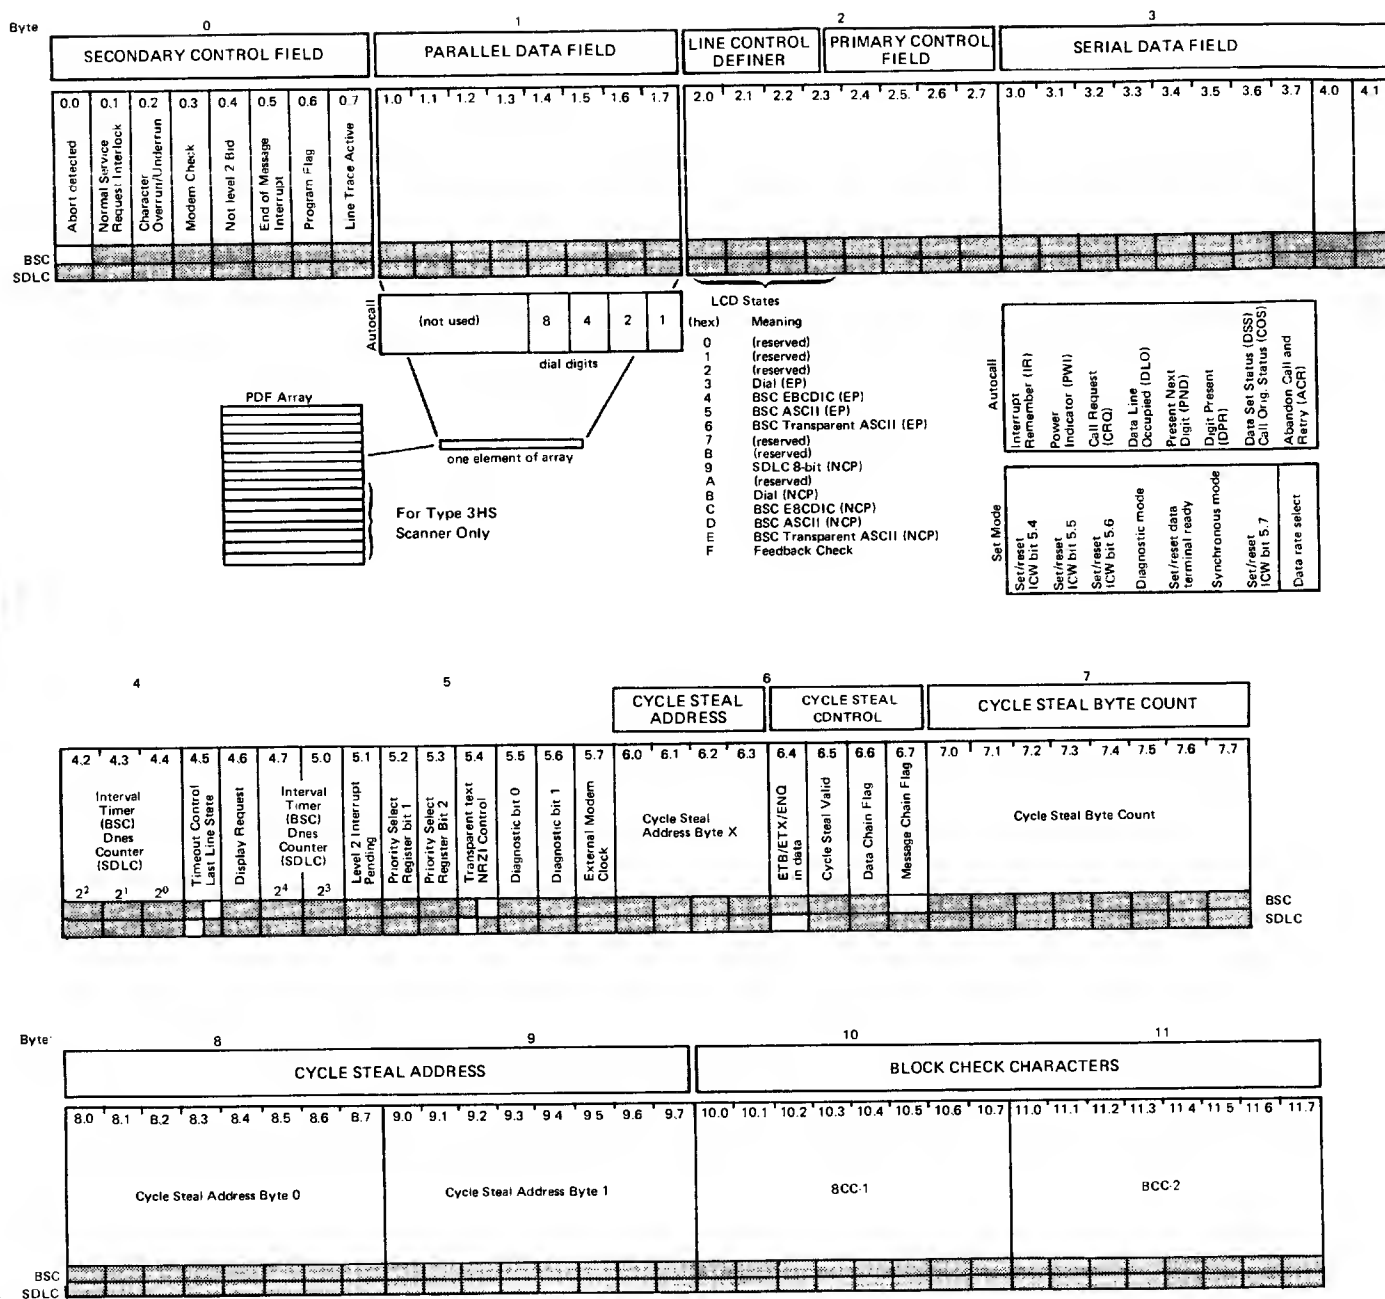 Byte 0 1 2 3
SECONDARY CONTROL FIELD
PARALLEL DATA FIELD
LINE CONTROL
DEFINER
PRIMARY CONTROL
FIELD
SERIAL DATA FIELD
0.0 0.1 0.2 0.3 0.4 0.5 0.6 0.7 1.0 1.1 1.2 1.3 1.4 1.5 1.6 1.7 2.0 2.1 2.2 2.3 2.4 2.5. 2.6 2.7 3.0 3.1 3.2 3.3 3.4 3.5 3.6 3.7 4.0 4.1
Abort detected
Normal Service
Request Interlock
Character
Overrun/Underrun
Modem Check
Not level 2 Bid
End of Message
Interrupt
Program Flag
Line Trace Active
BSC
SDLC
Autocall
(not used) 8 4 2 1
dial digits
PDF Array
one element of array
For Type 3HS
Scanner Only
LCD States
(hex) Meaning
0 (reserved)
1 (reserved)
2 (reserved)
3 Dial (EP)
4 BSC EBCDIC (EP)
5 BSC ASCII (EP)
6 BSC Transparent ASCII (EP)
7 (reserved)
B (reserved)
9 SDLC 8-bit (NCP)
A (reserved)
B Dial (NCP)
C BSC E8CDIC (NCP)
D BSC ASCII (NCP)
E BSC Transparent ASCII (NCP)
F Feedback Check
Autocall
Interrupt
Remember (IR)
Power
Indicator (PWI)
Call Request
(CRQ)
Data Line
Occupied (DLO)
Present Next
Digit (PND)
Digit Present
(DPR)
Data Set Status (DSS)
Call Orig. Status (COS)
Abandon Call and
Retry (ACR)
Set Mode
Set/reset
ICW bit 5.4
Set/reset
ICW bit 5.5
Set/reset
ICW bit 5.6
Diagnostic mode
Set/reset data
terminal ready
Synchronous mode
Set/reset
ICW bit 5.7
Data rate select
4 5 6 7
CYCLE STEAL
ADDRESS
CYCLE STEAL
CDNTROL
CYCLE STEAL BYTE COUNT
4.2 4.3 4.4 4.5 4.6 4.7 5.0 5.1 5.2 5.3 5.4 5.5 5.6 5.7 6.0 6.1 6.2 6.3 6.4 6.5 6.6 6.7 7.0 7.1 7.2 7.3 7.4 7.5 7.6 7.7
Interval
Timer
(BSC)
Dnes
Counter
(SDLC)
2² 2¹ 2⁰
Timeout Control
Last Line State
Display Request
Interval
Timer
(BSC)
Dnes
Counter
(SDLC)
2⁴ 2³
Level 2 Interrupt
Pending
Priority Select
Register bit 1
Priority Select
Register Bit 2
Transparent text
NRZI Control
Diagnostic bit 0
Diagnostic bit 1
External Modem
Clock
Cycle Steal
Address Byte X
ETB/ETX/ENQ
in data
Cycle Steal Valid
Data Chain Flag
Message Chain Flag
Cycle Steal Byte Count
BSC
SDLC
Byte 8 9 10 11
CYCLE STEAL ADDRESS
BLOCK CHECK CHARACTERS
8.0 8.1 8.2 8.3 8.4 8.5 8.6 8.7 9.0 9.1 9.2 9.3 9.4 9 5 9.6 9.7 10.0 10.1 10.2 10.3 10.4 10.5 10.6 10.7 11.0 11.1 11.2 11.3 11 4 11 5 11 6 11.7
Cycle Steal Address Byte 0
Cycle Steal Address Byte 1
8CC-1
BCC-2
BSC
SDLC